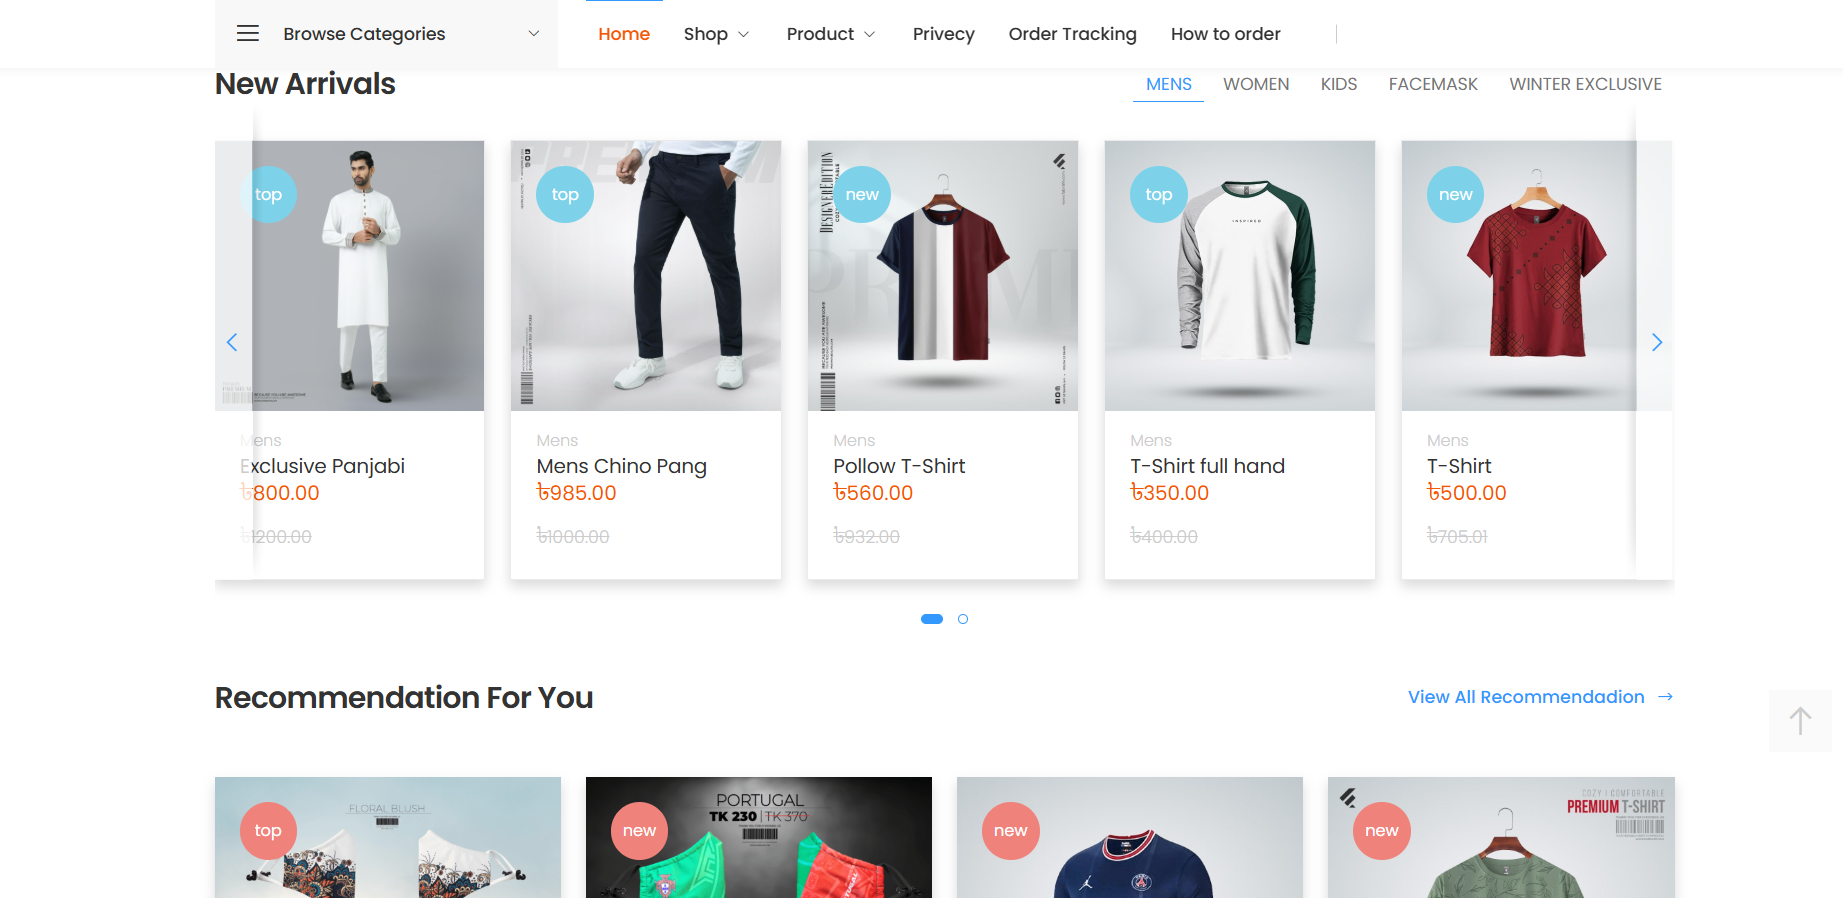 Browse Categories
Home
Shop
Product
Privecy
Order Tracking
How to order
New Arrivals
MENS
WOMEN
KIDS
FACEMASK
WINTER EXCLUSIVE
top
top
new
DESIGNER EDITION
top
INSPIRED
new
Mens
Exclusive Panjabi
৳800.00
৳1200.00
Mens
Mens Chino Pang
৳985.00
৳1000.00
Mens
Pollow T-Shirt
৳560.00
৳932.00
Mens
T-Shirt full hand
৳350.00
৳400.00
Mens
T-Shirt
৳500.00
৳705.01
Recommendation For You
View All Recommendadion
top
FLORAL BLUSH
new
PORTUGAL
TK 230 | TK 370
new
new
COZY | COMFORTABLE
PREMIUM T-SHIRT